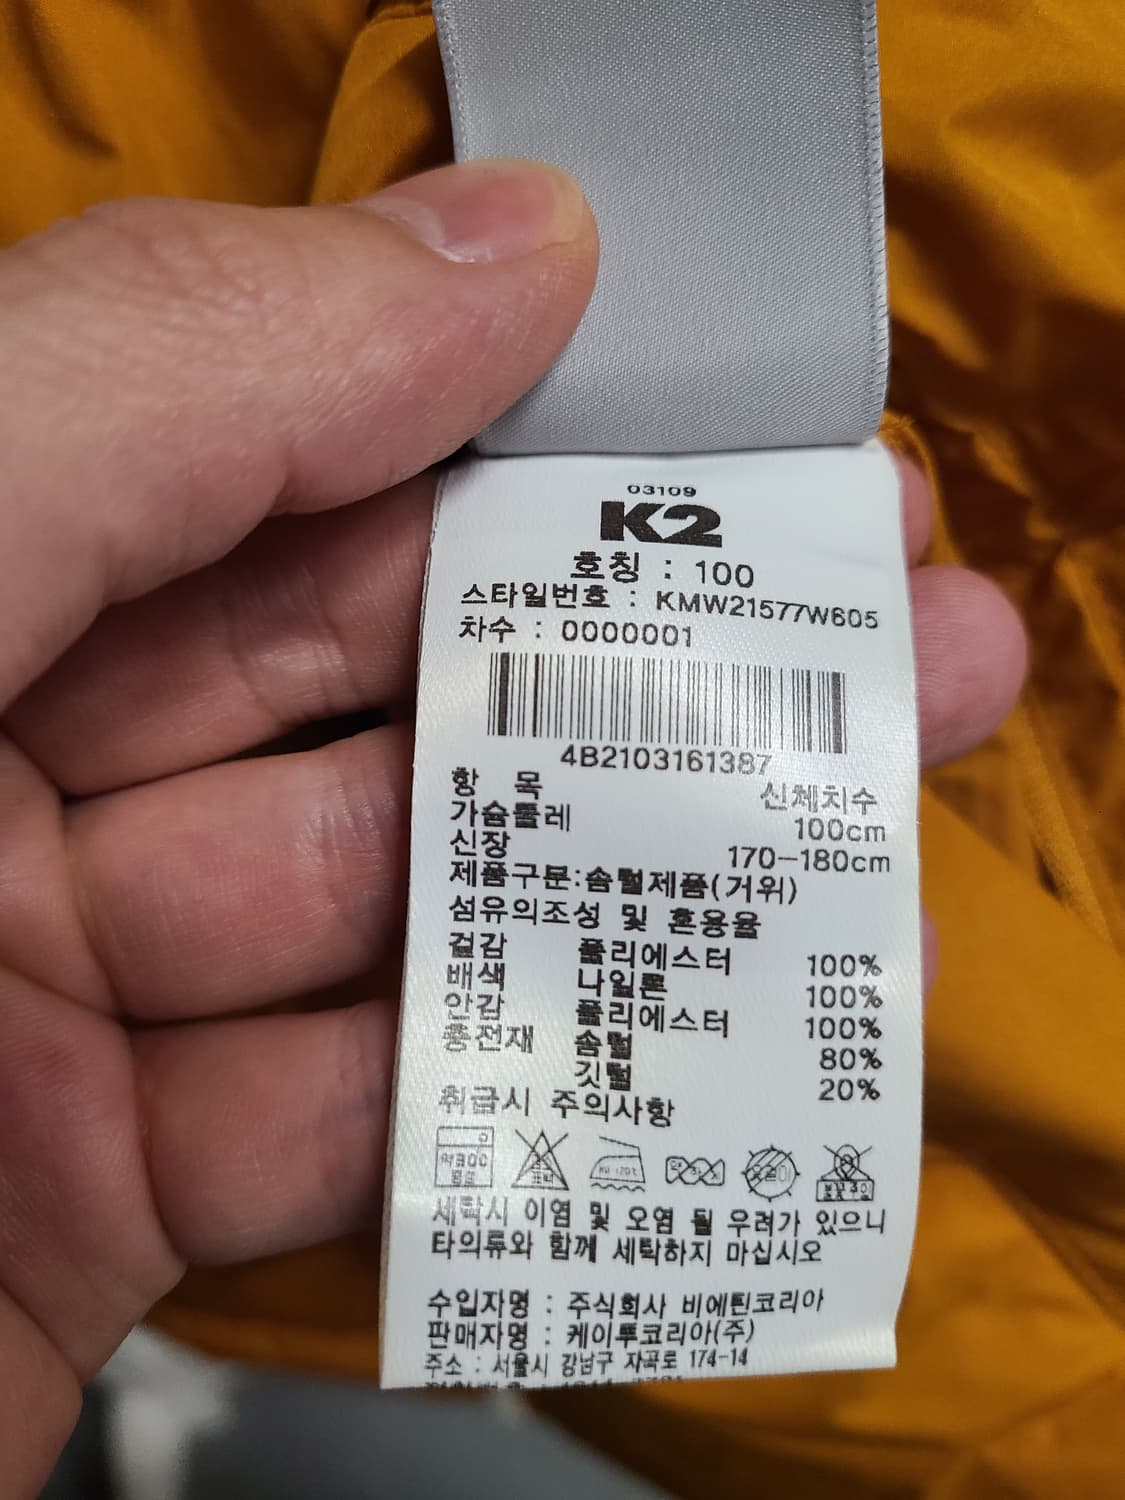 03109
K2
호칭 : 100
스타일번호 : KMW21577W605
차수 : 0000001
4B2103161387
항 목 신체치수
가슴둘레 100cm
신장 170-180cm
제품구분:솜털제품(거위)
섬유의조성 및 혼용율
겉감 폴리에스터 100%
배색 나일론 100%
안감 폴리에스터 100%
충전재 솜털 80%
깃털 20%
취급시 주의사항
세탁시 이염 및 오염 될 우려가 있으니
타의류와 함께 세탁하지 마십시오
수입자명 : 주식회사 비에틴코리아
판매자명 : 케이투코리아(주)
주소 : 서울시 강남구 자곡로 174-14